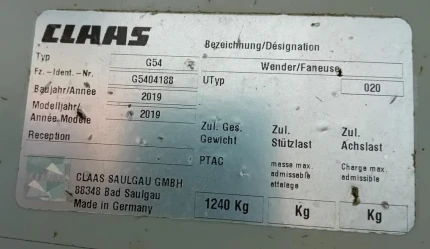 CLAAS
Bezeichnung/Désignation
Wender/Faneuse
Typ G54
Fz.-Ident.-Nr. G5404188
UTyp 020
Baujahr/Année 2019
Modelljahr/
Année Modèle 2019
Reception
Zul. Ges.
Gewicht
PTAC
1240 Kg
Zul.
Stützlast
masse max.
admissible
attelage
Kg
Zul.
Achslast
Charge max.
admissible
Kg
CLAAS SAULGAU GMBH
88348 Bad Saulgau
Made in Germany